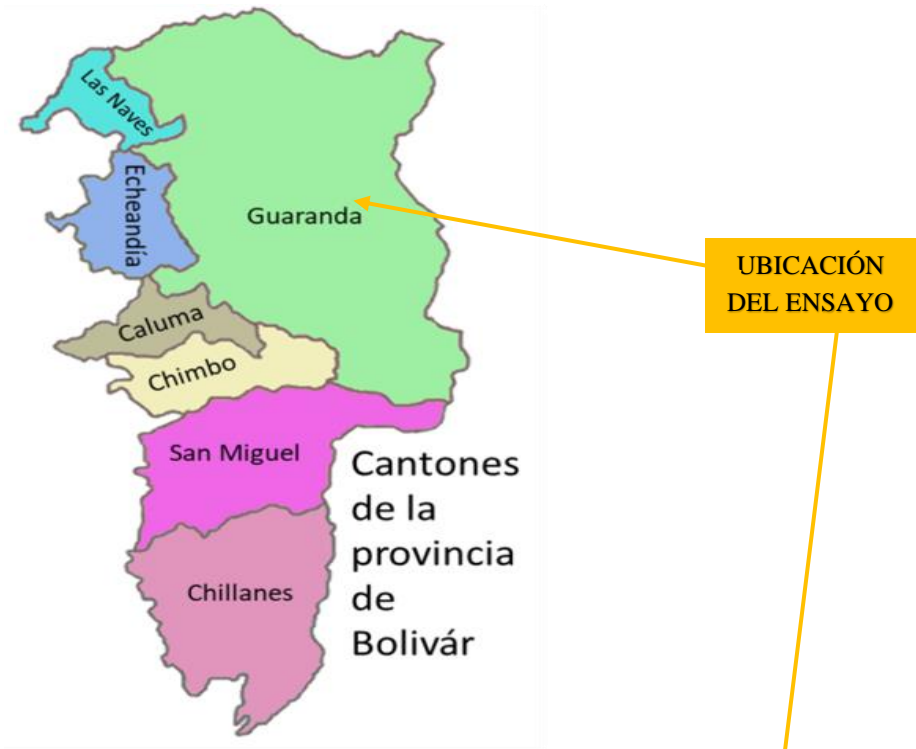 Las Naves
Echeandía
Guaranda
UBICACIÓN
DEL ENSAYO
Caluma
Chimbo
San Miguel
Cantones
de la
provincia
de
Bolivár
Chillanes